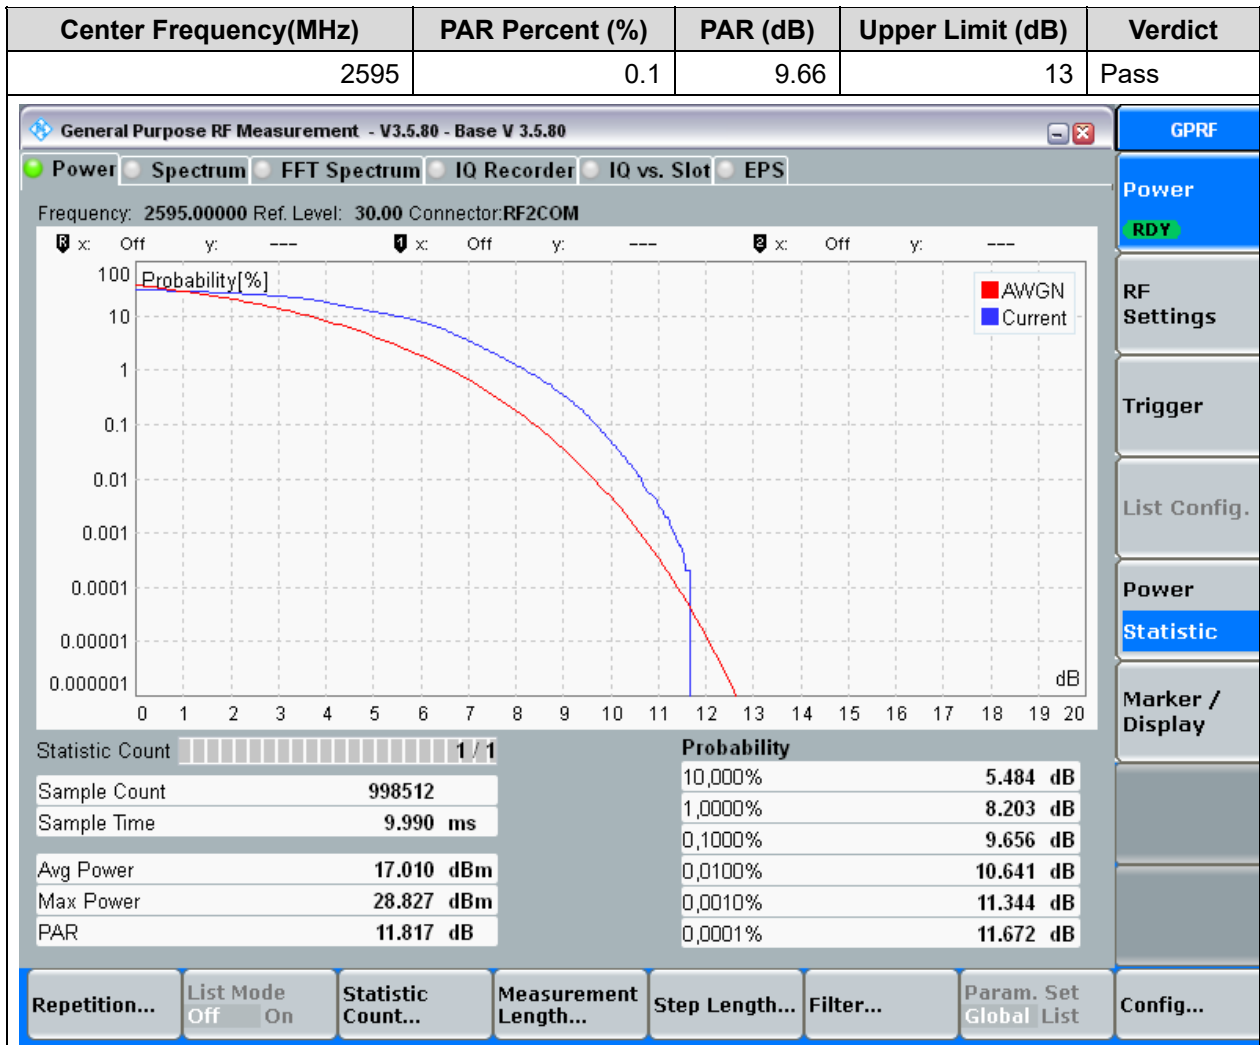 Center Frequency(MHz) PAR Percent (%) PAR (dB) Upper Limit (dB) Verdict
2595 0.1 9.66 13 Pass
General Purpose RF Measurement - V3.5.80 - Base V 3.5.80
GPRF
Power Spectrum FFT Spectrum IQ Recorder IQ vs. Slot EPS
Frequency: 2595.00000 Ref. Level: 30.00 Connector:RF2COM
R x: Off y: --- 1 x: Off y: --- 2 x: Off y: ---
Probability[%]
100
10
1
0.1
0.01
0.001
0.0001
0.00001
0.000001
AWGN
Current
dB
0 1 2 3 4 5 6 7 8 9 10 11 12 13 14 15 16 17 18 19 20
Statistic Count 1 / 1
Sample Count 998512
Sample Time 9.990 ms
Avg Power 17.010 dBm
Max Power 28.827 dBm
PAR 11.817 dB
Probability
10,000% 5.484 dB
1,0000% 8.203 dB
0,1000% 9.656 dB
0,0100% 10.641 dB
0,0010% 11.344 dB
0,0001% 11.672 dB
Power
RDY
RF
Settings
Trigger
List Config.
Power
Statistic
Marker /
Display
Repetition...
List Mode
Off On
Statistic
Count...
Measurement
Length...
Step Length...
Filter...
Param. Set
Global List
Config...